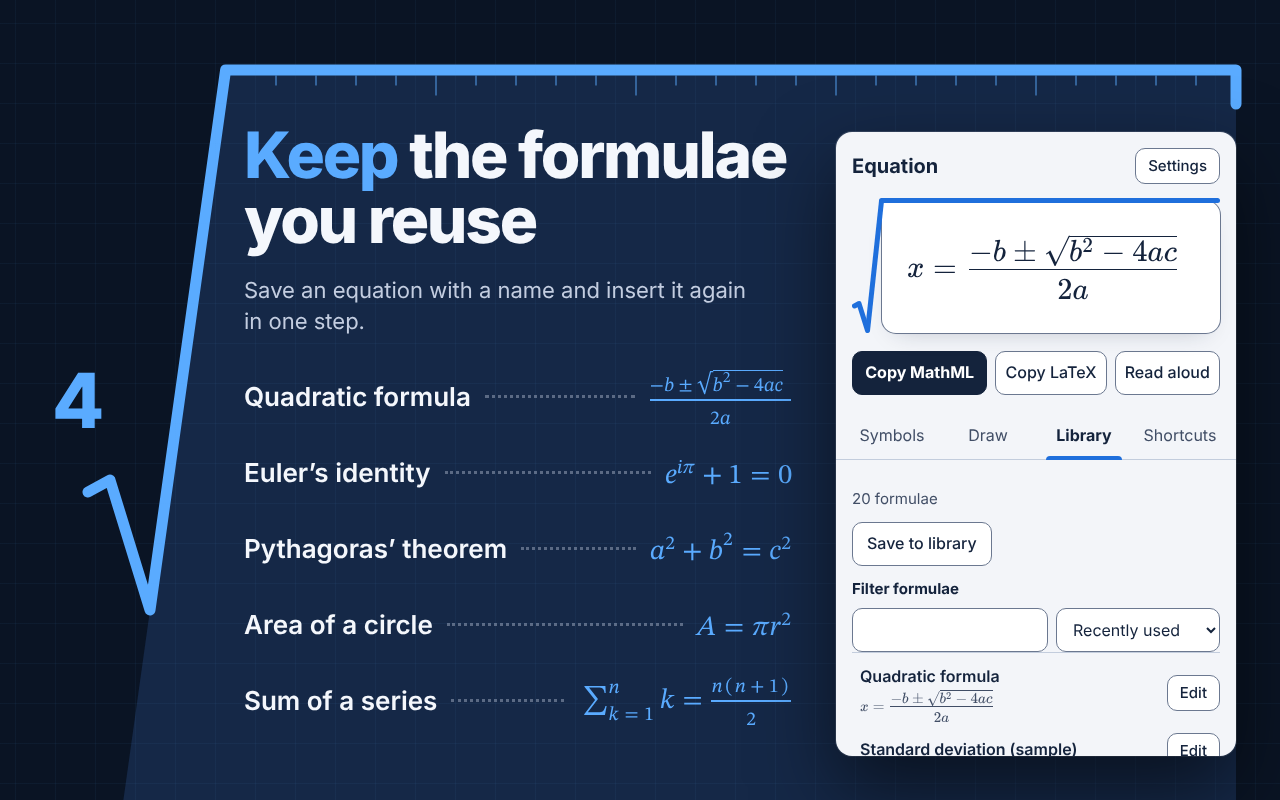 4
Keep the formulae
you reuse
Save an equation with a name and insert it again
in one step.
Quadratic formula (−b ± √(b² − 4ac))/(2a)
Euler’s identity e^{iπ} + 1 = 0
Pythagoras’ theorem a² + b² = c²
Area of a circle A = πr²
Sum of a series ∑_{k = 1}^{n} k = n(n + 1)/2
Equation Settings
x = (−b ± √(b² − 4ac))/(2a)
Copy MathML Copy LaTeX Read aloud
Symbols Draw Library Shortcuts
20 formulae
Save to library
Filter formulae
Recently used
Quadratic formula Edit
x = (−b ± √(b² − 4ac))/(2a)
Standard deviation (sample) Edit